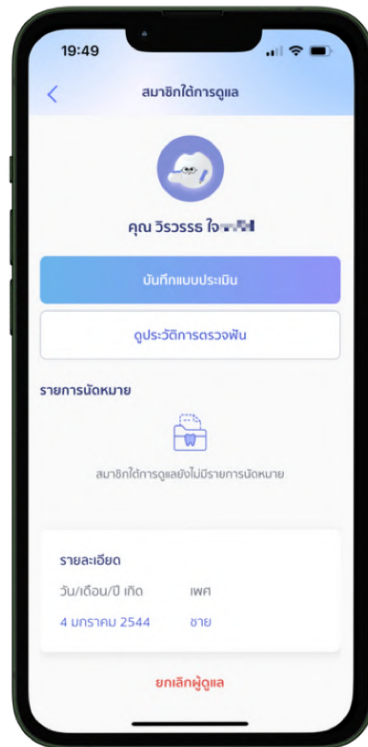 19:49
สมาชิกใต้การดูแล
คุณ วิรวรรธ ใจ
บันทึกแบบประเมิน
ดูประวัติการตรวจฟัน
รายการนัดหมาย
สมาชิกใต้การดูแลยังไม่มีรายการนัดหมาย
รายละเอียด
วัน/เดือน/ปี เกิด เพศ
4 มกราคม 2544 ชาย
ยกเลิกผู้ดูแล